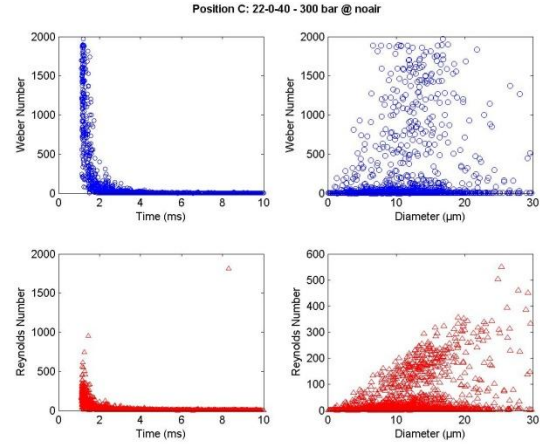 Position C: 22-0-40 - 300 bar @ noair
2000
1500
1000
500
0
Weber Number
0 2 4 6 8 10
Time (ms)
2000
1500
1000
500
0
Weber Number
0 10 20 30
Diameter (µm)
2000
1500
1000
500
0
Reynolds Number
0 2 4 6 8 10
Time (ms)
600
500
400
300
200
100
0
Reynolds Number
0 10 20 30
Diameter (µm)